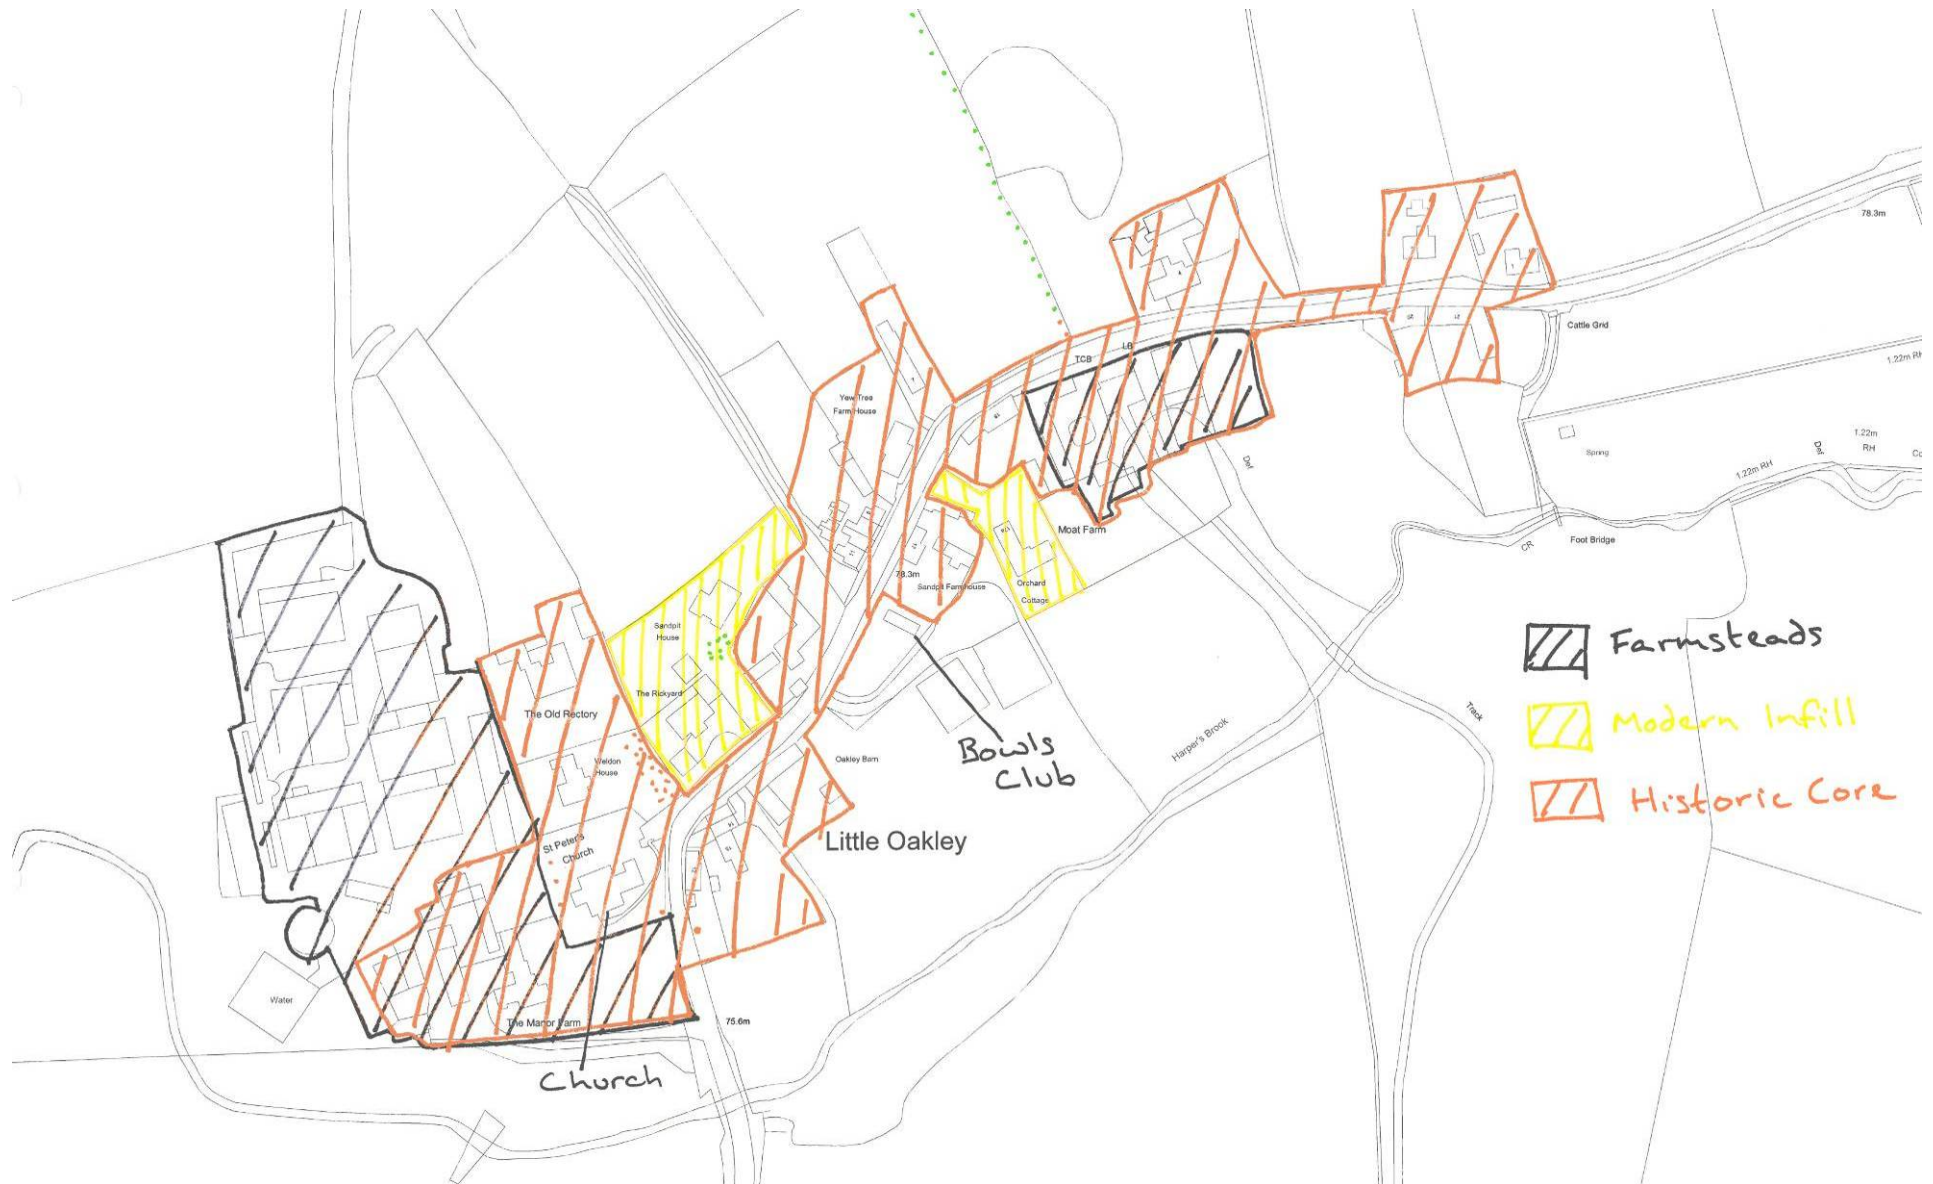 78.3m
Cattle Grid
LB
TCB
1.22m RH
Yew Tree
Farm House
1.22m
RH
Def
Spring
1.22m RH
Def
Moat Farm
Foot Bridge
CR
78.3m
Sandpit Farmhouse
Orchard
Cottage
Sandpit
House
Farmsteads
The Rickyard
The Old Rectory
Track
Modern Infill
Harper's Brook
Bowls
Club
Weldon
House
Oakley Barn
Historic Core
Little Oakley
St Peter's
Church
Water
The Manor Farm
75.6m
Church